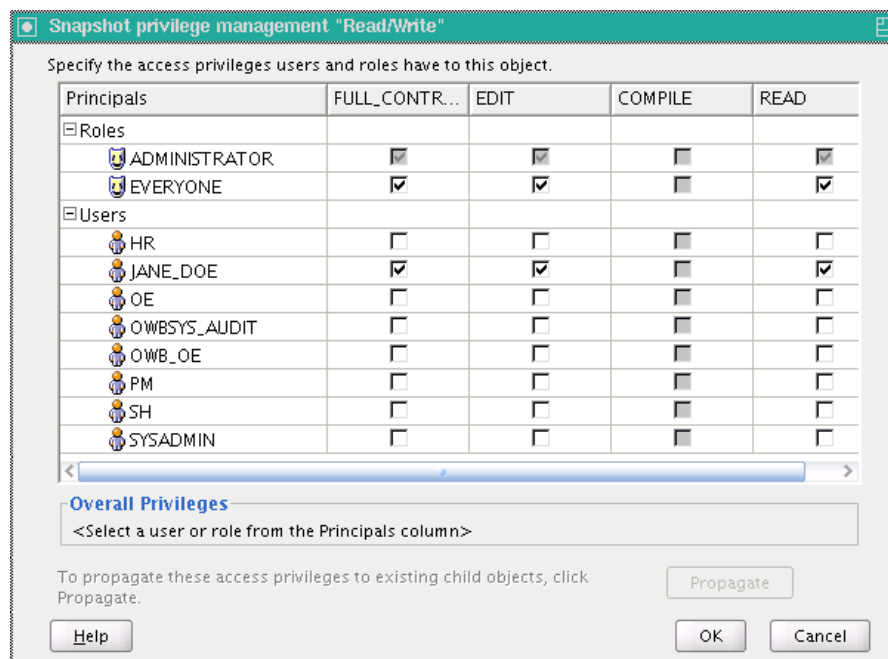 Snapshot privilege management "Read/Write"
Specify the access privileges users and roles have to this object.
Principals FULL_CONTR... EDIT COMPILE READ
Roles
ADMINISTRATOR
EVERYONE
Users
HR
JANE_DOE
OE
OWBSYS_AUDIT
OWB_OE
PM
SH
SYSADMIN
Overall Privileges
<Select a user or role from the Principals column>
To propagate these access privileges to existing child objects, click
Propagate.
Propagate
Help OK Cancel